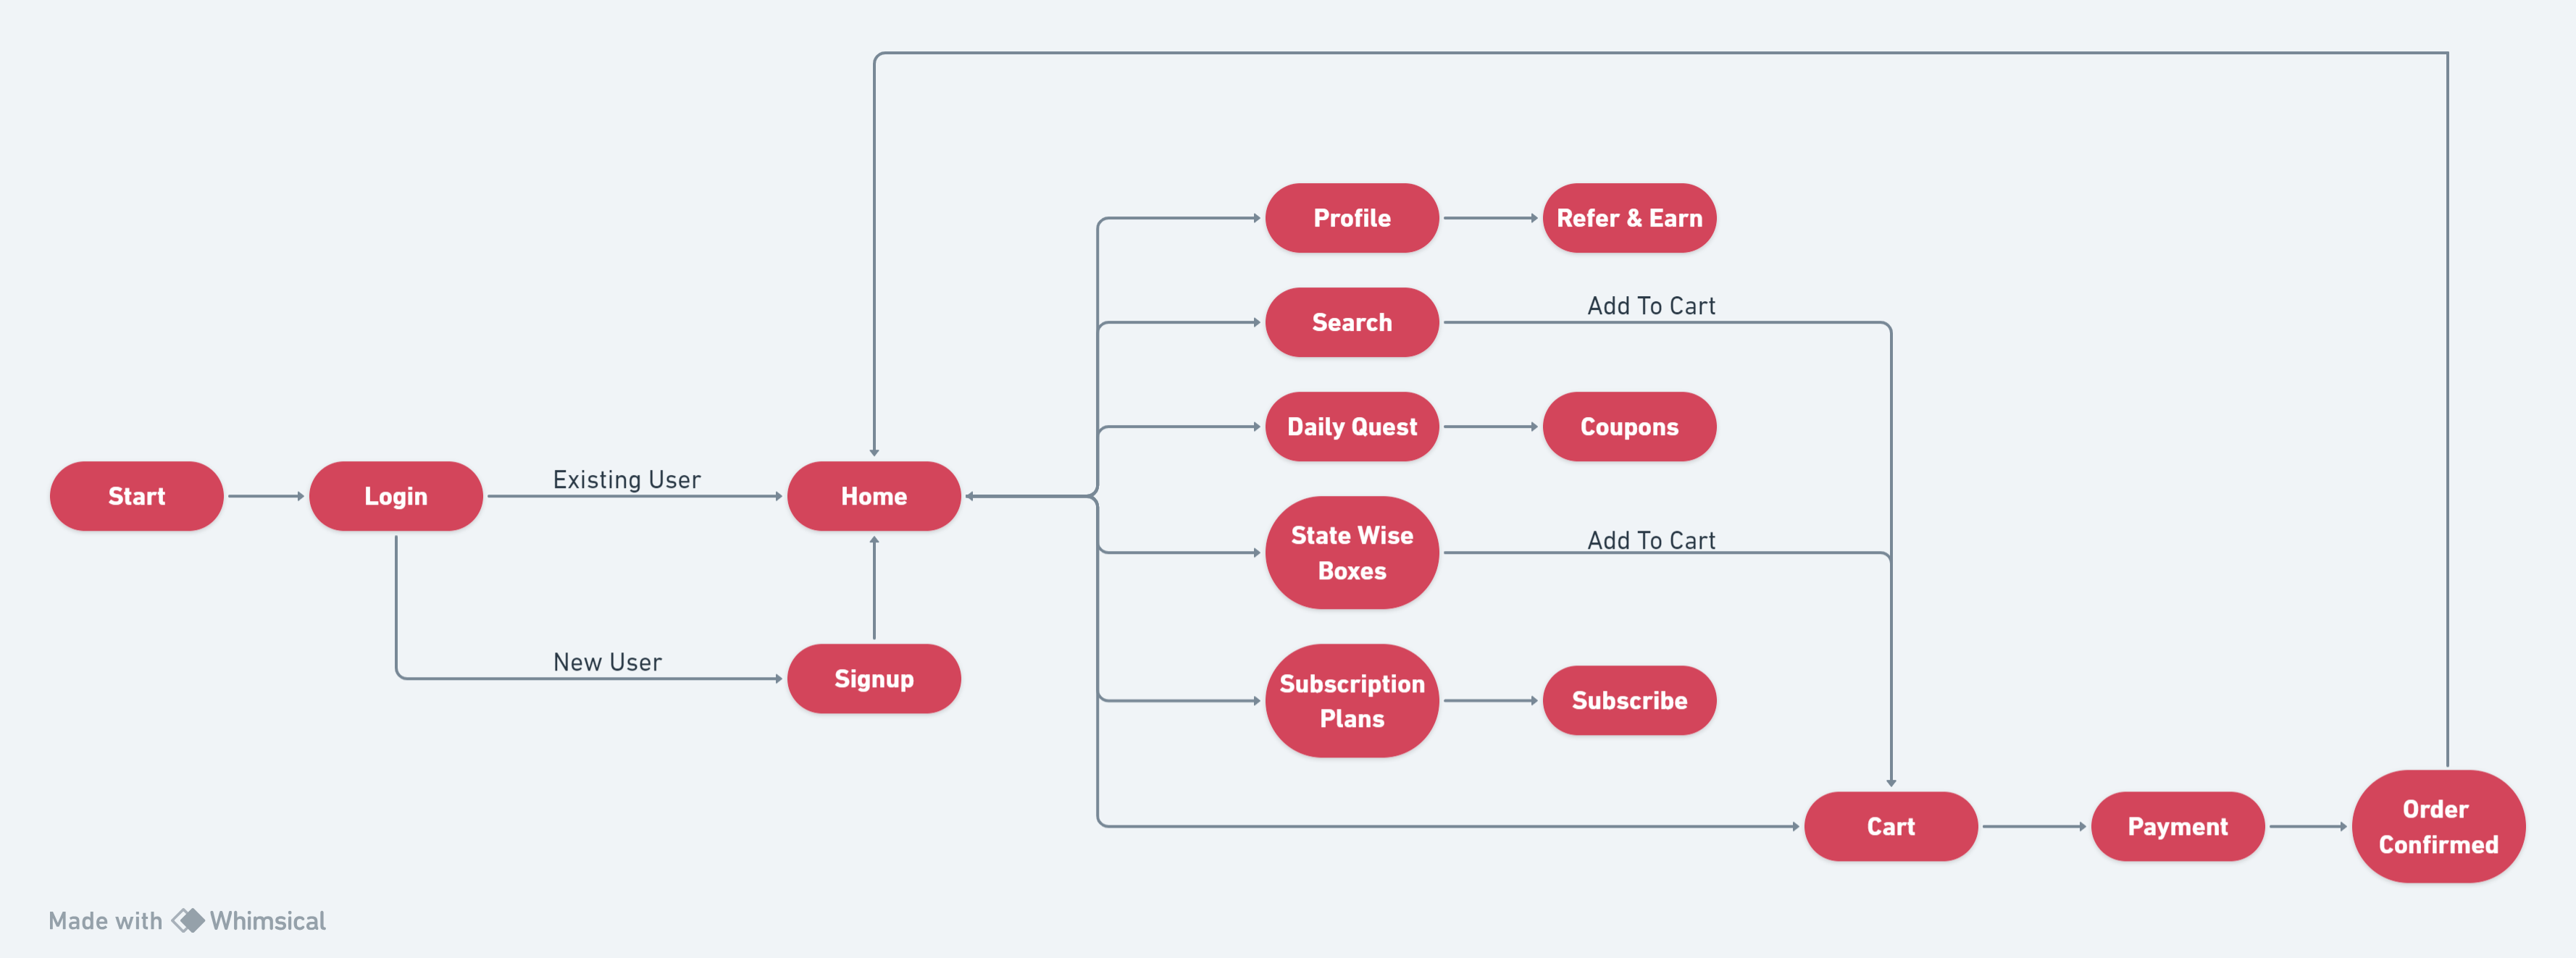 Profile
Refer & Earn
Search
Add To Cart
Daily Quest
Coupons
Start
Login
Existing User
Home
State Wise
Boxes
Add To Cart
New User
Signup
Subscription
Plans
Subscribe
Cart
Payment
Order
Confirmed
Made with Whimsical